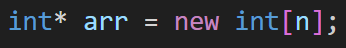 int* arr = new int[n];